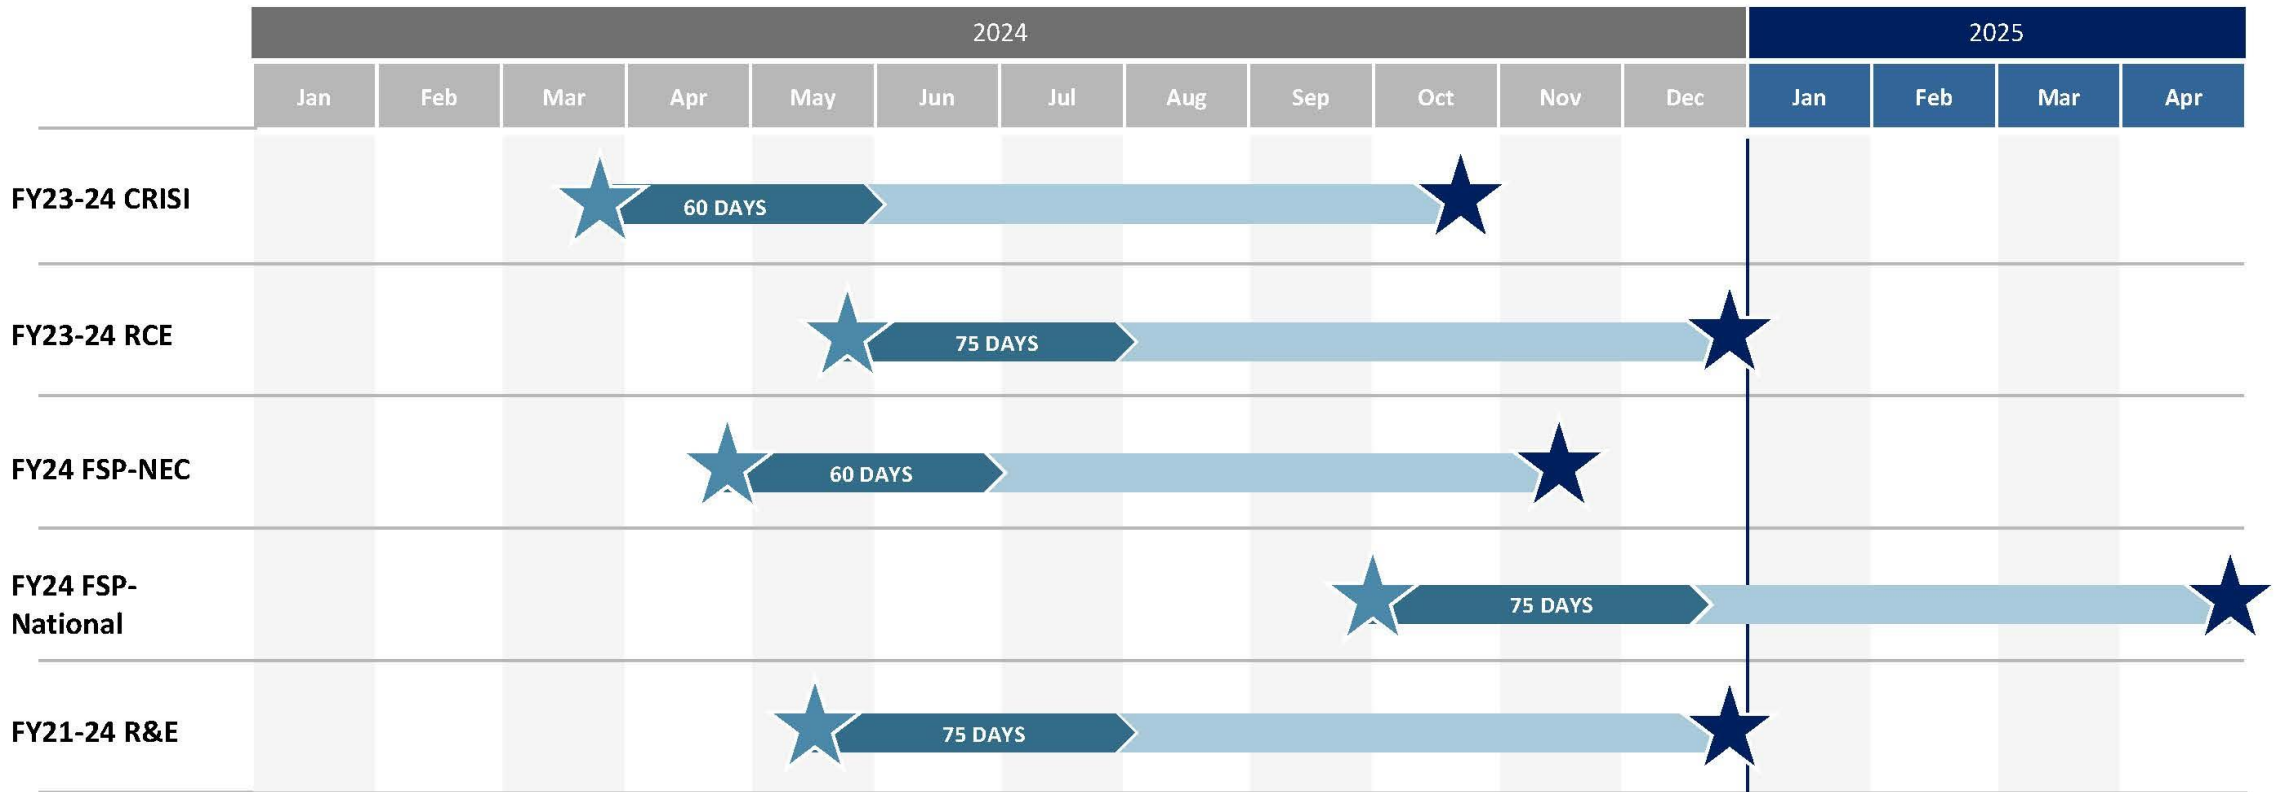 2024
2025
Jan
Feb
Mar
Apr
May
Jun
Jul
Aug
Sep
Oct
Nov
Dec
Jan
Feb
Mar
Apr
FY23-24 CRISI
60 DAYS
FY23-24 RCE
75 DAYS
FY24 FSP-NEC
60 DAYS
FY24 FSP-
National
75 DAYS
FY21-24 R&E
75 DAYS